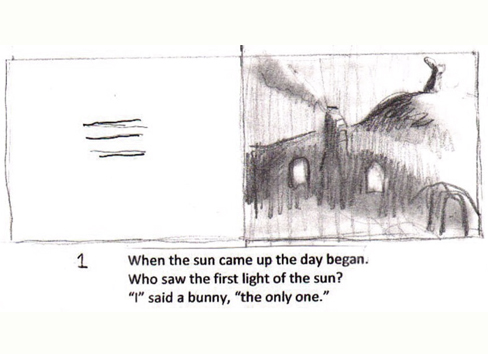 1 When the sun came up the day began.
Who saw the first light of the sun?
“I” said a bunny, “the only one.”